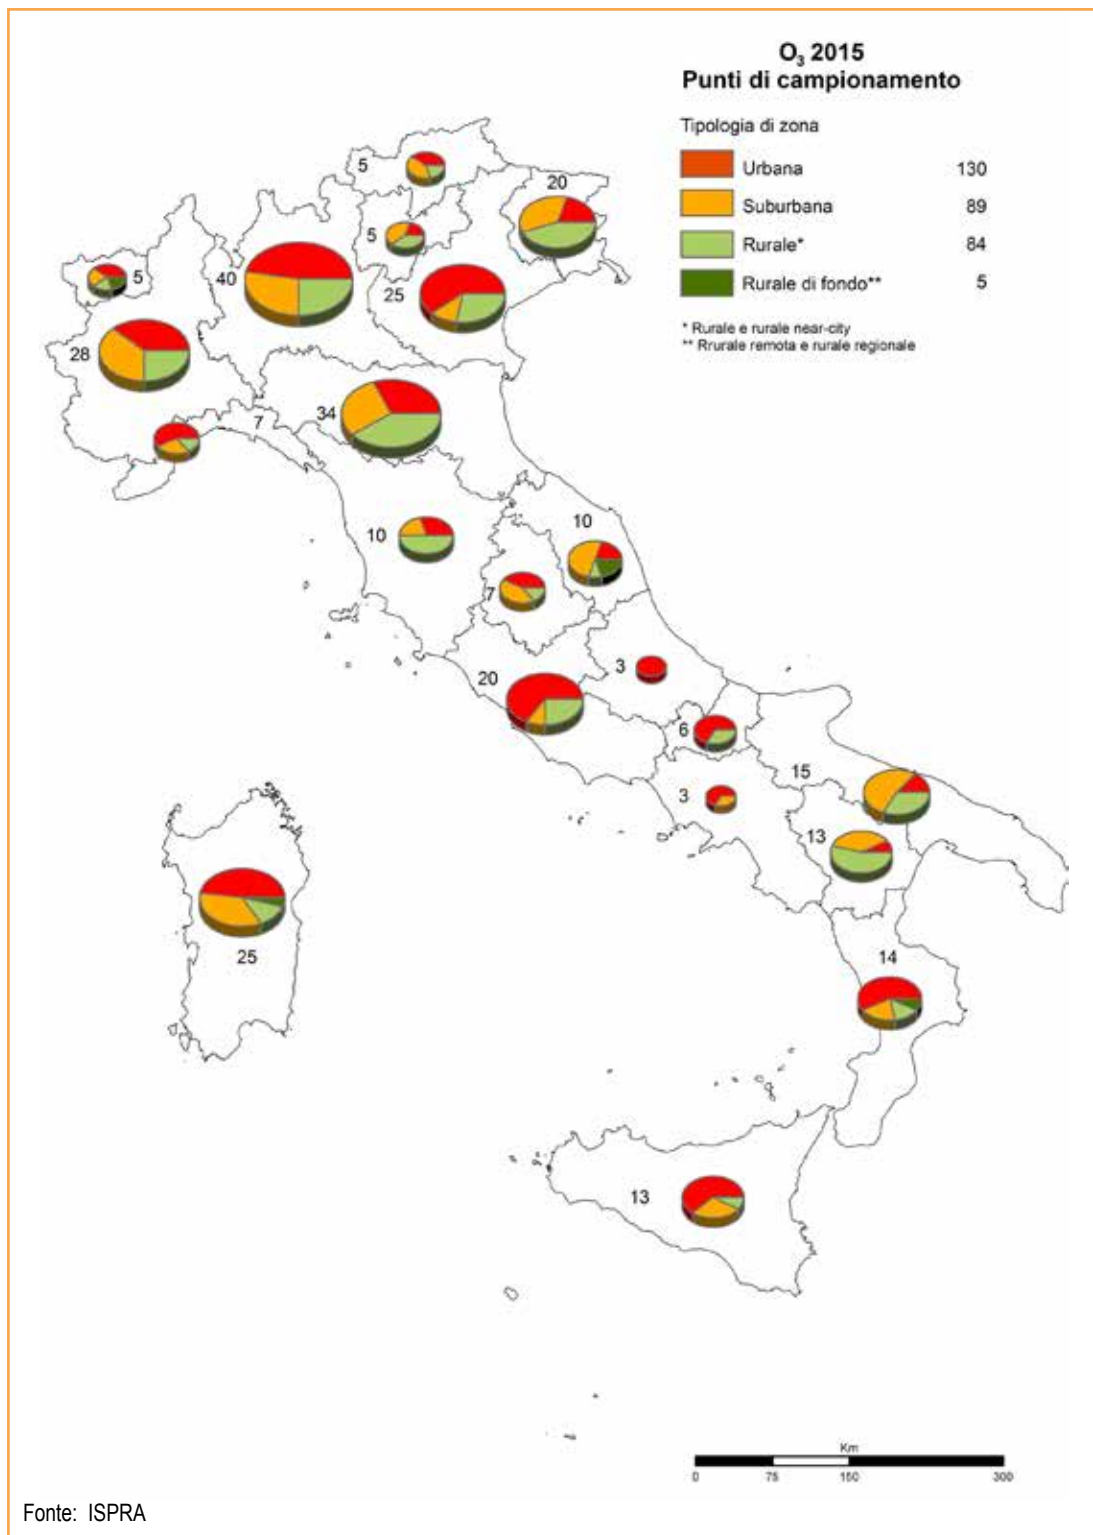 O3 2015
Punti di campionamento
Tipologia di zona
Urbana 130
Suburbana 89
Rurale* 84
Rurale di fondo** 5
* Rurale e rurale near-city
** Rrurale remota e rurale regionale
5
20
5
5
40
25
28
34
7
10
10
7
3
20
6
15
3
13
25
14
13
Km
0 75 150 300
Fonte: ISPRA